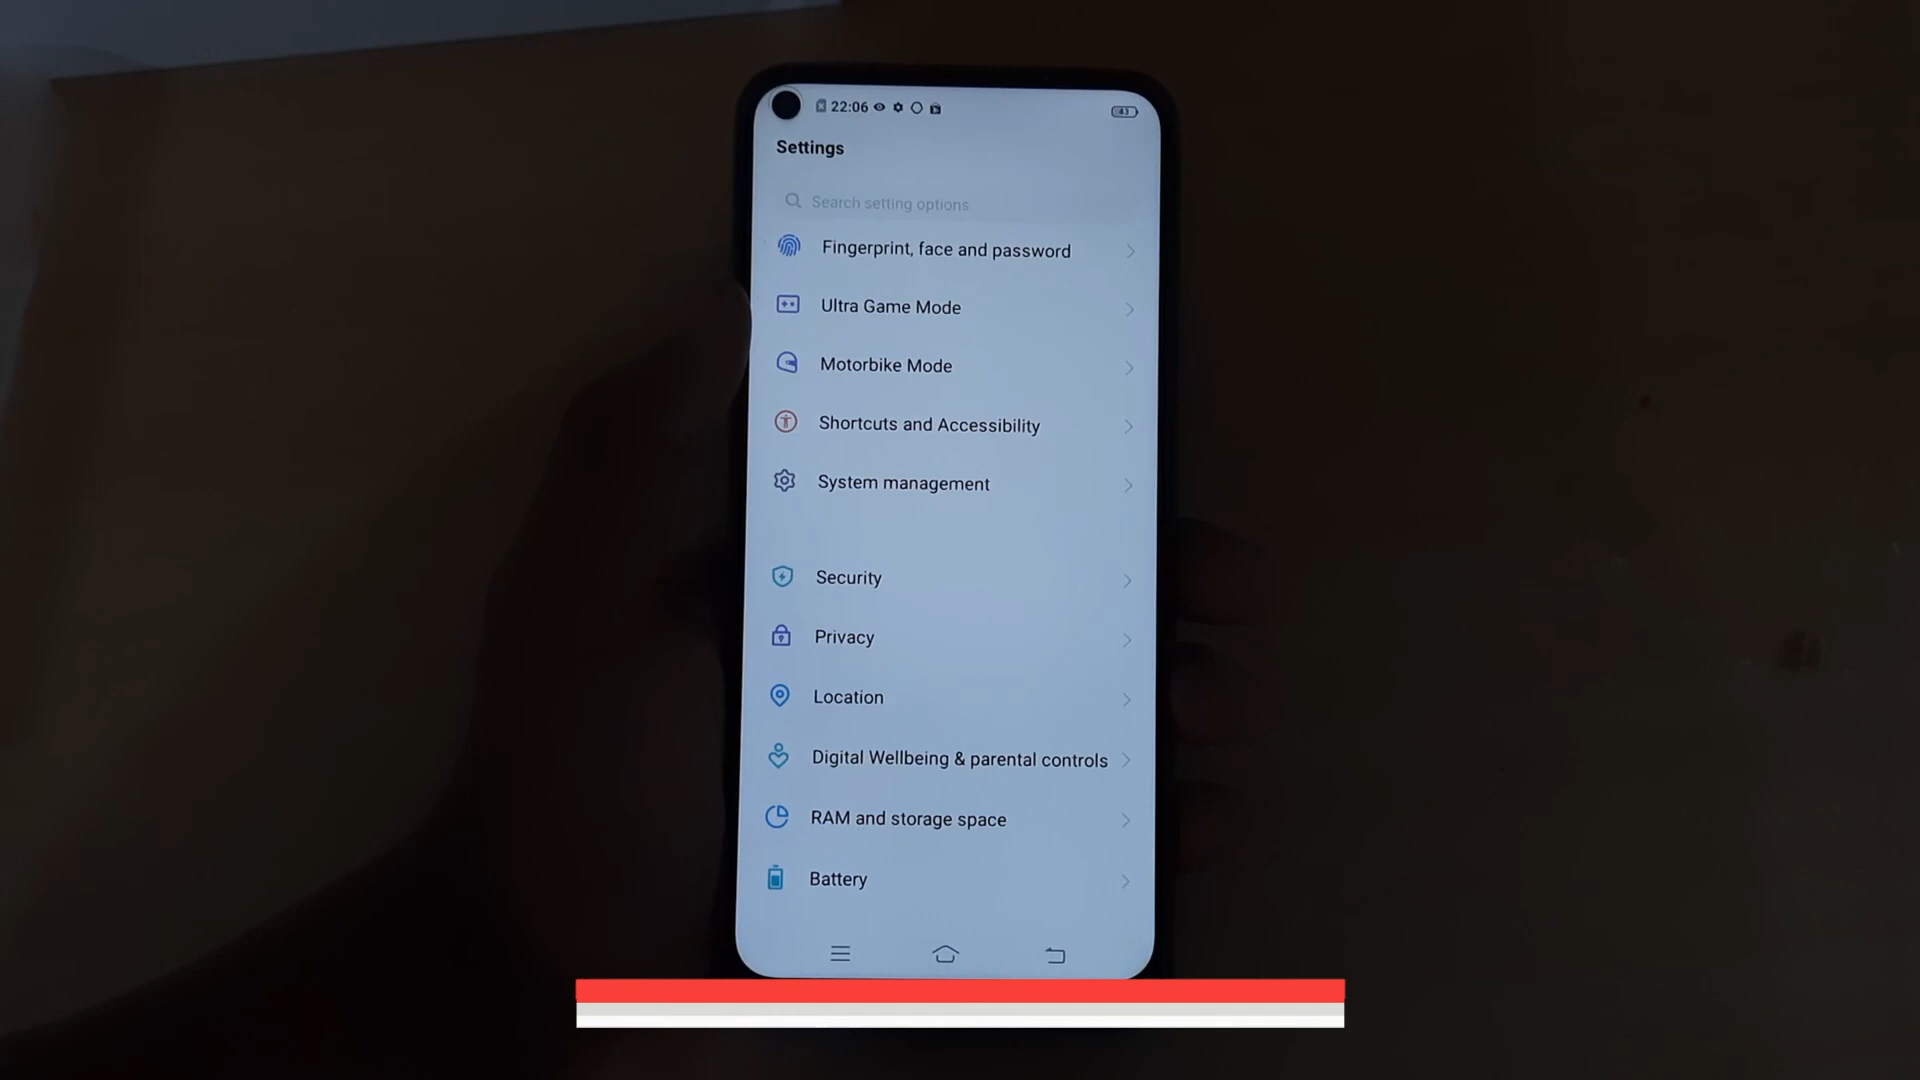 22:06
43
Settings
Search setting options
Fingerprint, face and password
Ultra Game Mode
Motorbike Mode
Shortcuts and Accessibility
System management
Security
Privacy
Location
Digital Wellbeing & parental controls
RAM and storage space
Battery